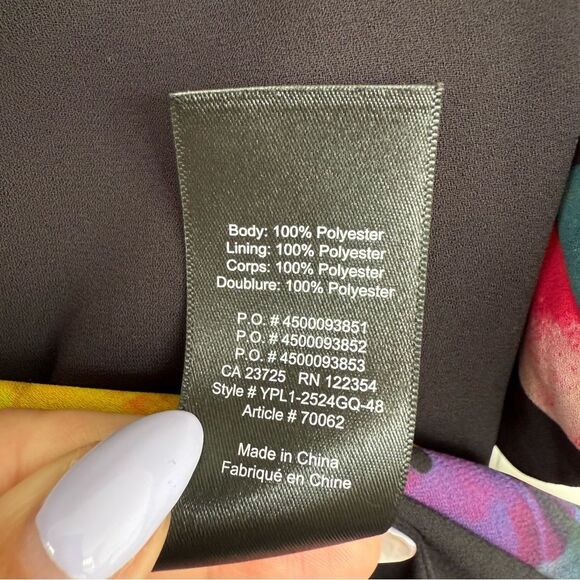 Body: 100% Polyester
Lining: 100% Polyester
Corps: 100% Polyester
Doublure: 100% Polyester
P.O. # 4500093851
P.O. # 4500093852
P.O. # 4500093853
CA 23725 RN 122354
Style # YPL1-2524GQ-48
Article # 70062
Made in China
Fabriqué en Chine